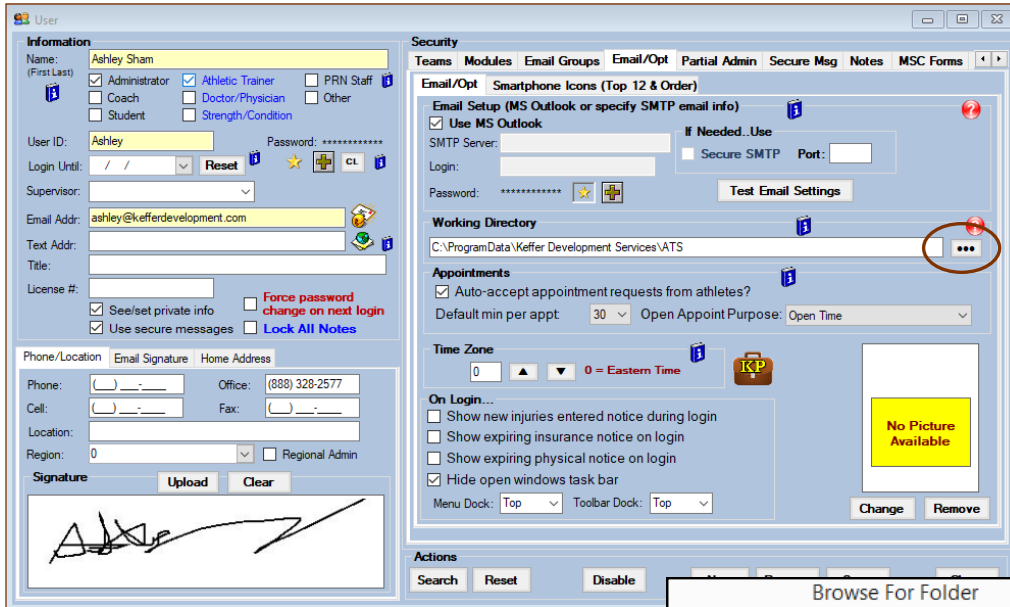 User
Information
Name: Ashley Sham
(First Last)
Administrator Athletic Trainer PRN Staff
Coach Doctor/Physician Other
Student Strength/Condition
User ID: Ashley Password: ************
Login Until: / / Reset CL
Supervisor:
Email Addr: ashley@kefferdevelopment.com
Text Addr:
Title:
License #:
See/set private info Force password change on next login
Use secure messages Lock All Notes
Phone/Location Email Signature Home Address
Phone: (__) ___-____ Office: (888) 328-2577
Cell: (__) ___-____ Fax: (__) ___-____
Location:
Region: 0 Regional Admin
Signature Upload Clear
Security
Teams Modules Email Groups Email/Opt Partial Admin Secure Msg Notes MSC Forms
Email/Opt Smartphone Icons (Top 12 & Order)
Email Setup (MS Outlook or specify SMTP email info)
Use MS Outlook
SMTP Server:
If Needed..Use
Secure SMTP Port:
Login:
Password: ************ Test Email Settings
Working Directory
C:\ProgramData\Keffer Development Services\ATS •••
Appointments
Auto-accept appointment requests from athletes?
Default min per appt: 30 Open Appoint Purpose: Open Time
Time Zone
0 0 = Eastern Time KP
On Login...
Show new injuries entered notice during login
Show expiring insurance notice on login
Show expiring physical notice on login
Hide open windows task bar
Menu Dock: Top Toolbar Dock: Top
No Picture
Available
Change Remove
Actions
Search Reset Disable
Browse For Folder